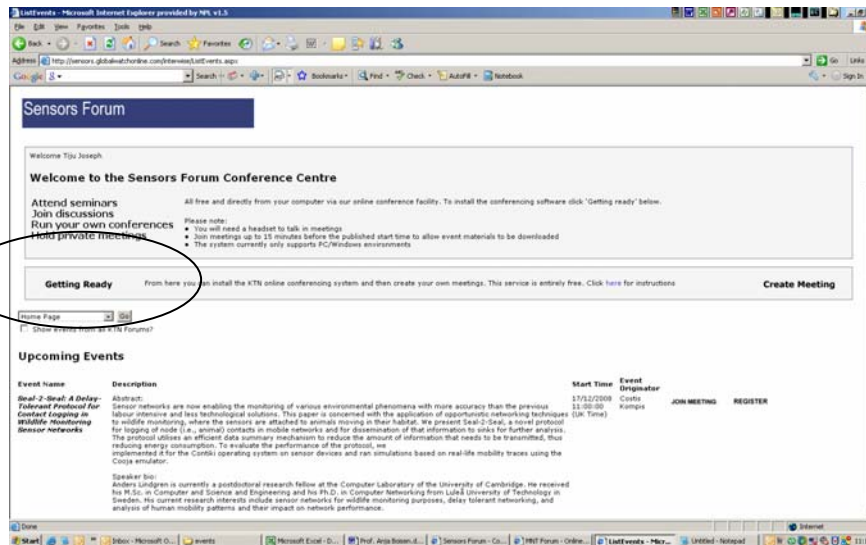 ListEvents - Microsoft Internet Explorer provided by NPL v1.5
File Edit View Favorites Tools Help
Back Search Favorites
Address http://sensors.globalwatchonline.com/interwise/ListEvents.aspx Go Links
Google Search Bookmarks Find Check AutoFill Notebook Sign In
Sensors Forum
Welcome Tiju Joseph
Welcome to the Sensors Forum Conference Centre
Attend seminars
Join discussions
Run your own conferences
Hold private meetings
All free and directly from your computer via our online conference facility. To install the conferencing software click 'Getting ready' below.
Please note:
• You will need a headset to talk in meetings
• Join meetings up to 15 minutes before the published start time to allow event materials to be downloaded
• The system currently only supports PC/Windows environments
Getting Ready From here you can install the KTN online conferencing system and then create your own meetings. This service is entirely free. Click here for instructions Create Meeting
Home Page Go
Show events from all KTN Forums?
Upcoming Events
Event Name Description Start Time Event Originator
Seal-2-Seal: A Delay-
Tolerant Protocol for
Contact Logging in
Wildlife Monitoring
Sensor Networks
Abstract:
Sensor networks are now enabling the monitoring of various environmental phenomena with more accuracy than the previous
labour intensive and less technological solutions. This paper is concerned with the application of opportunistic networking techniques
to wildlife monitoring, where the sensors are attached to animals moving in their habitat. We present Seal-2-Seal, a novel protocol
for logging of node (i.e., animal) contacts in mobile networks and for dissemination of that information to sinks for further analysis.
The protocol utilises an efficient data summary mechanism to reduce the amount of information that needs to be transmitted, thus
reducing energy consumption. To evaluate the performance of the protocol, we
implemented it for the Contiki operating system on sensor devices and ran simulations based on real-life mobility traces using the
Cooja emulator.
Speaker bio:
Anders Lindgren is currently a postdoctoral research fellow at the Computer Laboratory of the University of Cambridge. He received
his M.Sc. in Computer and Science and Engineering and his Ph.D. in Computer Networking from Luleå University of Technology in
Sweden. His current research interests include sensor networks for wildlife monitoring purposes, delay tolerant networking, and
analysis of human mobility patterns and their impact on network performance.
17/12/2008
11:00:00
(UK Time)
Costis
Kompis
JOIN MEETING REGISTER
Done Internet
Start Inbox - Microsoft O... events Microsoft Excel - D... Prof. Anja Boisen.d... Sensors Forum - Co... MNT Forum - Online... ListEvents - Micr... Untitled - Notepad